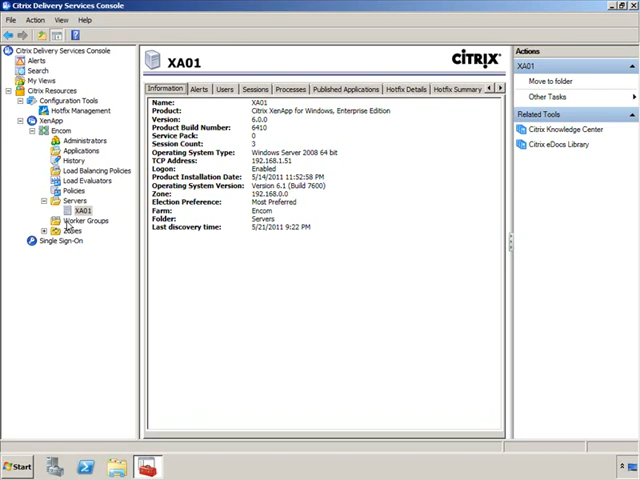 Citrix Delivery Services Console
File Action View Help
Citrix Delivery Services Console
Alerts
Search
My Views
Citrix Resources
Configuration Tools
Hotfix Management
XenApp
Encom
Administrators
Applications
History
Load Balancing Policies
Load Evaluators
Policies
Servers
XA01
Worker Groups
Zones
Single Sign-On
XA01
CITRIX
Information Alerts Users Sessions Processes Published Applications Hotfix Details Hotfix Summary
Name: XA01
Product: Citrix XenApp for Windows, Enterprise Edition
Version: 6.0.0
Product Build Number: 6410
Service Pack: 0
Session Count: 3
Operating System Type: Windows Server 2008 64 bit
TCP Address: 192.168.1.51
Logon: Enabled
Product Installation Date: 5/14/2011 11:52:58 PM
Operating System Version: Version 6.1 (Build 7600)
Zone: 192.168.0.0
Election Preference: Most Preferred
Farm: Encom
Folder: Servers
Last discovery time: 5/21/2011 9:22 PM
Actions
XA01
Move to folder
Other Tasks
Related Tools
Citrix Knowledge Center
Citrix eDocs Library
Start